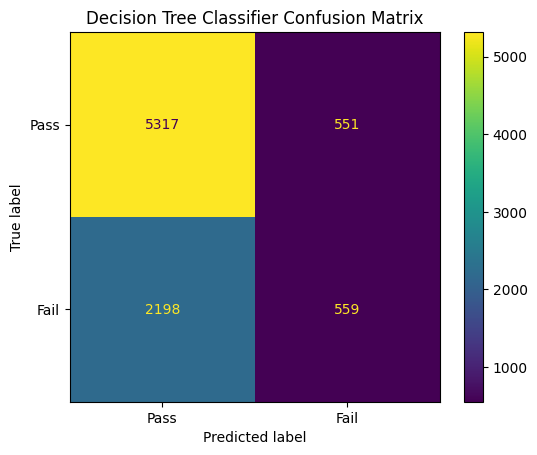 Decision Tree Classifier Confusion Matrix
Pass
5317
551
5000
4000
3000
2000
1000
True label
Fail
2198
559
Pass
Fail
Predicted label